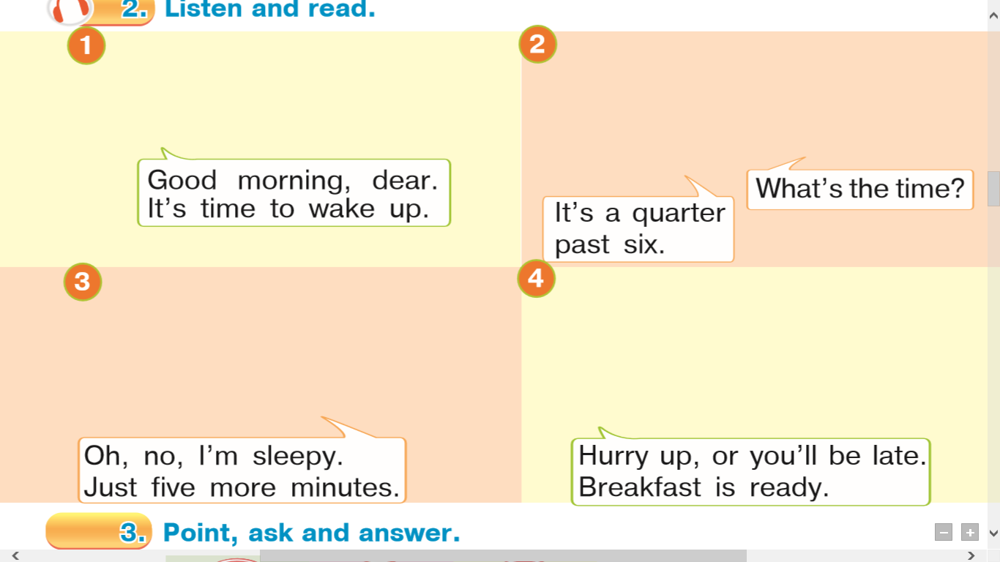 2. Listen and read.
1
Good morning, dear.
It's time to wake up.
2
What's the time?
It's a quarter
past six.
3
Oh, no, I'm sleepy.
Just five more minutes.
4
Hurry up, or you'll be late.
Breakfast is ready.
3. Point, ask and answer.